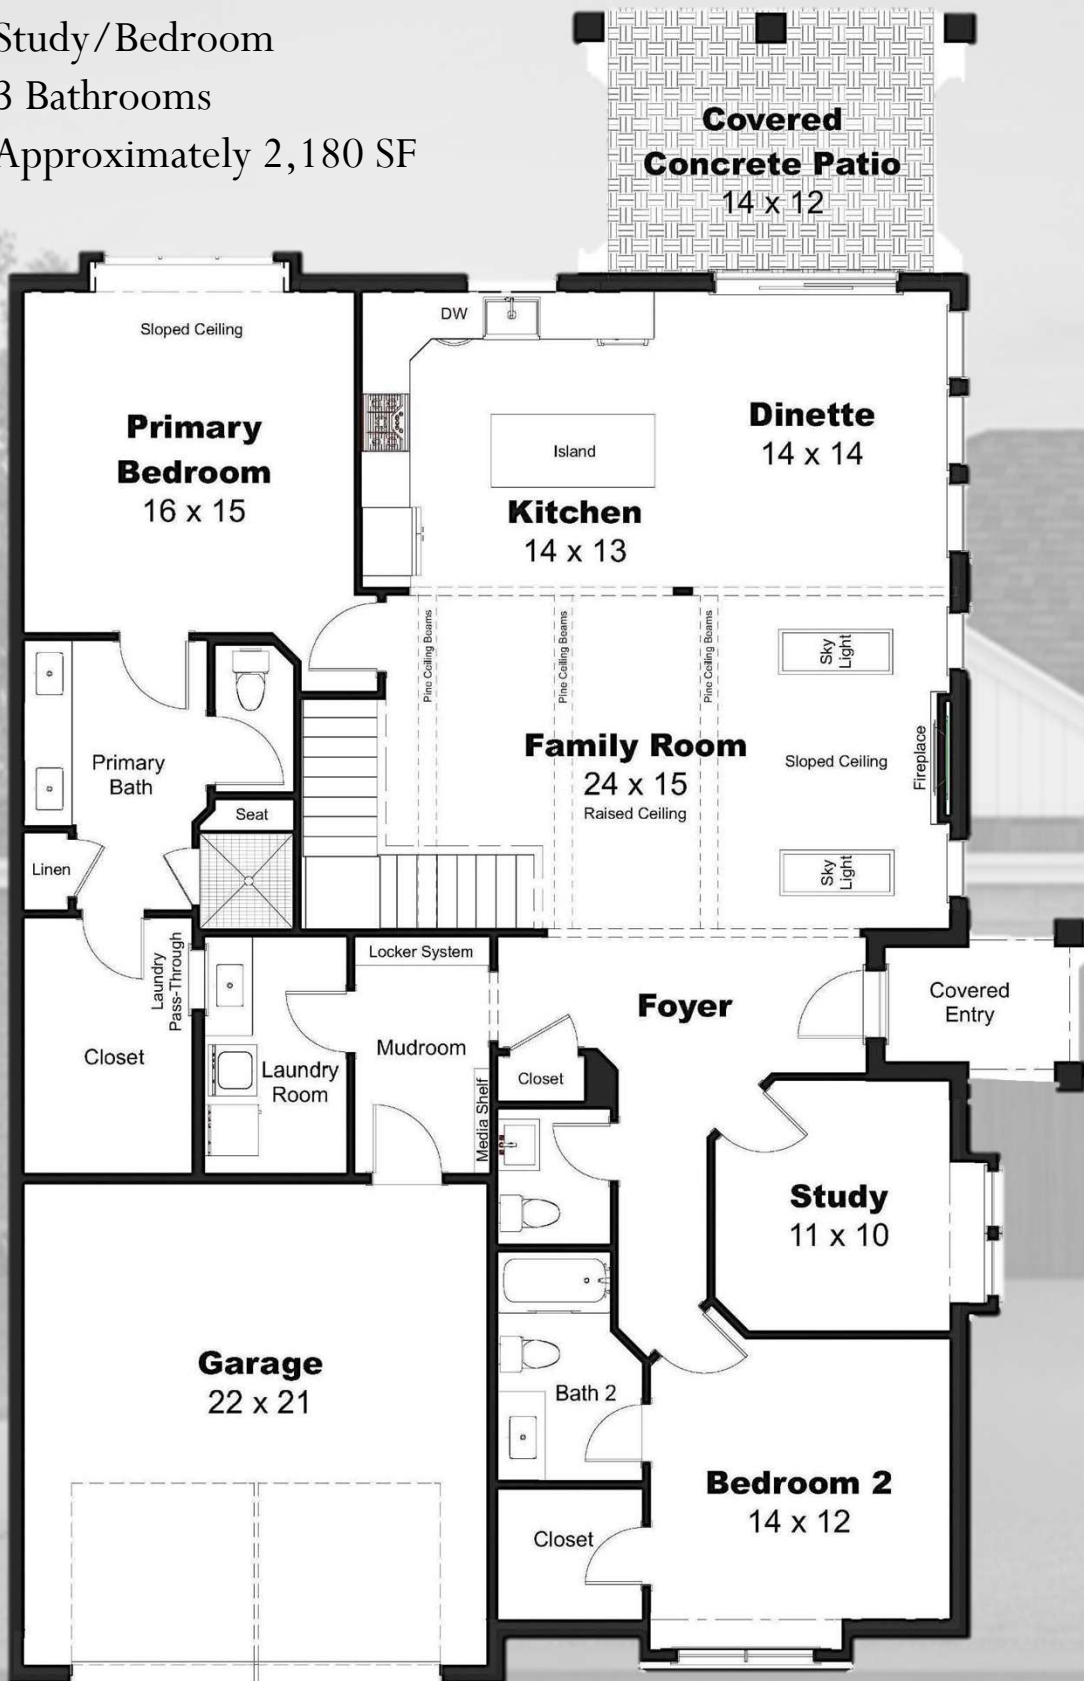 Study/Bedroom
3 Bathrooms
Approximately 2,180 SF
Covered
Concrete Patio
14 x 12
Sloped Ceiling
DW
Primary
Bedroom
16 x 15
Island
Dinette
14 x 14
Kitchen
14 x 13
Pine Ceiling Beams
Pine Ceiling Beams
Pine Ceiling Beams
Sky
Light
Family Room
24 x 15
Raised Ceiling
Sloped Ceiling
Fireplace
Sky
Light
Primary
Bath
Seat
Linen
Laundry
Pass-Through
Closet
Locker System
Mudroom
Laundry
Room
Media Shelf
Foyer
Closet
Covered
Entry
Study
11 x 10
Garage
22 x 21
Bath 2
Bedroom 2
14 x 12
Closet